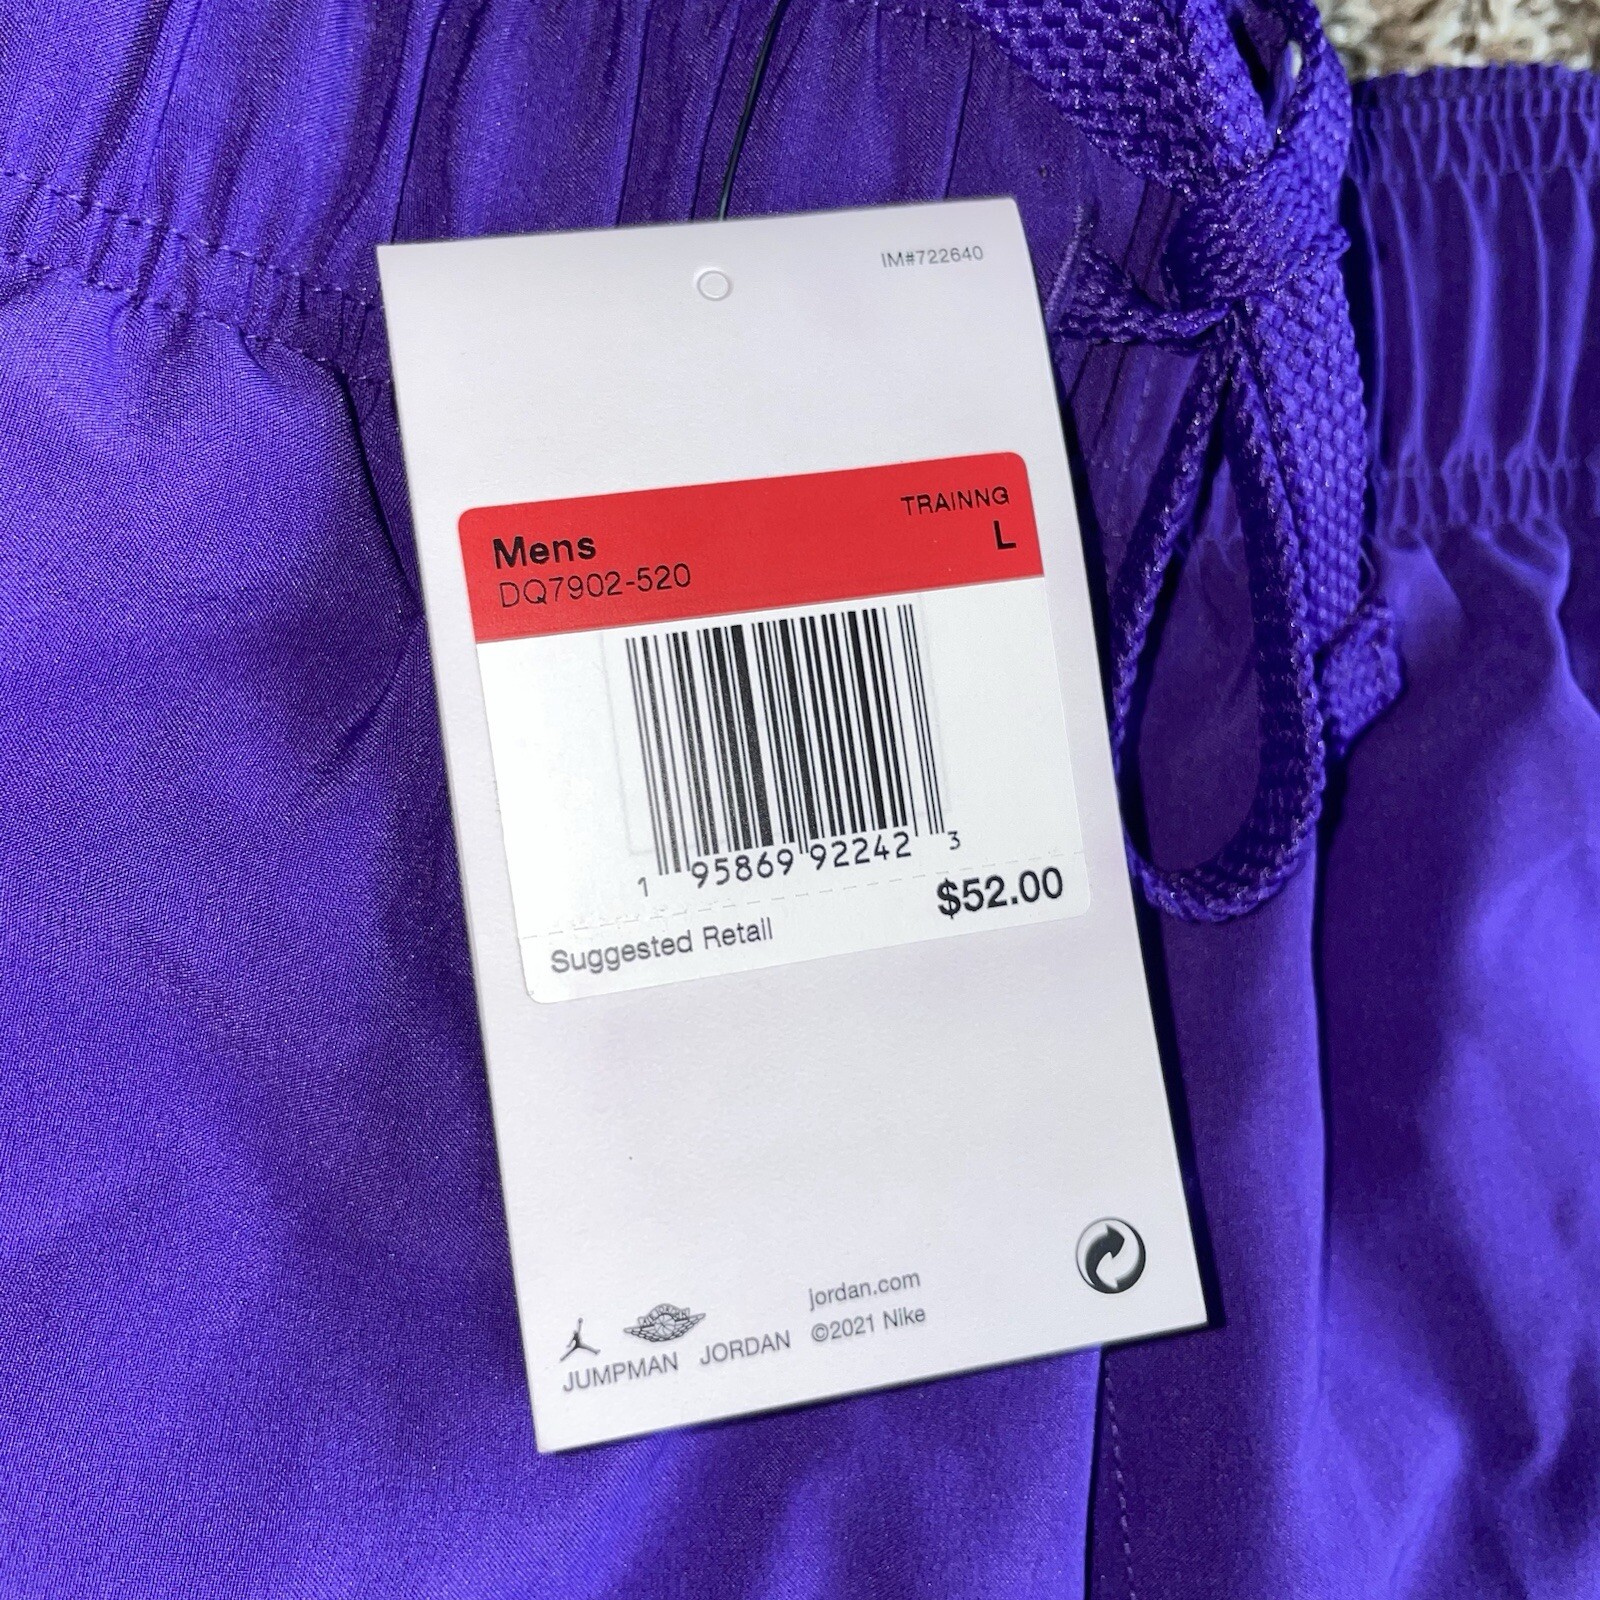 IM#722640
TRAINNG
Mens L
DQ7902-520
1 95869 92242 3
$52.00
Suggested Retail
jordan.com
©2021 Nike
JUMPMAN JORDAN